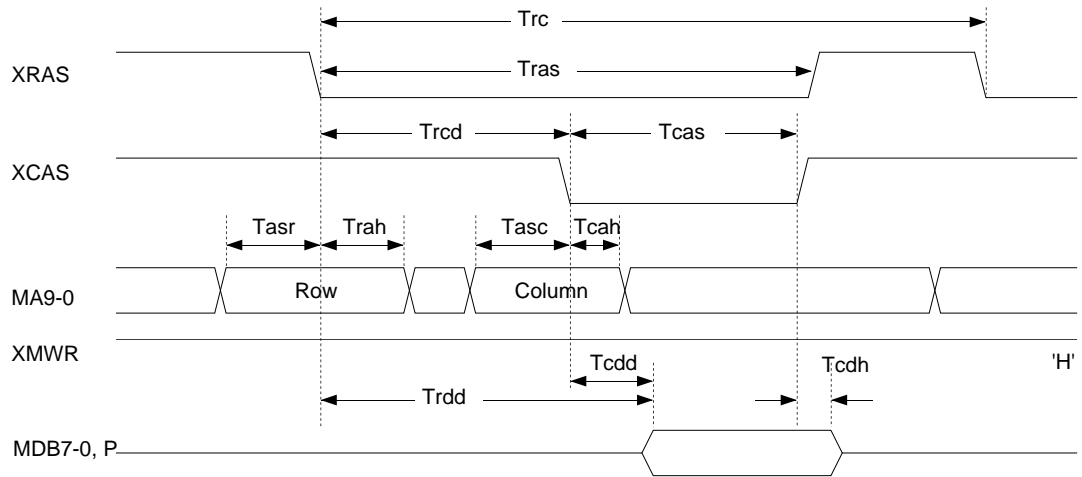 Trc
XRAS
Tras
Trcd
Tcas
XCAS
Tasr
Trah
Tasc
Tcah
MA9-0
Row
Column
XMWR
'H'
Tcdd
Tcdh
Trdd
MDB7-0, P